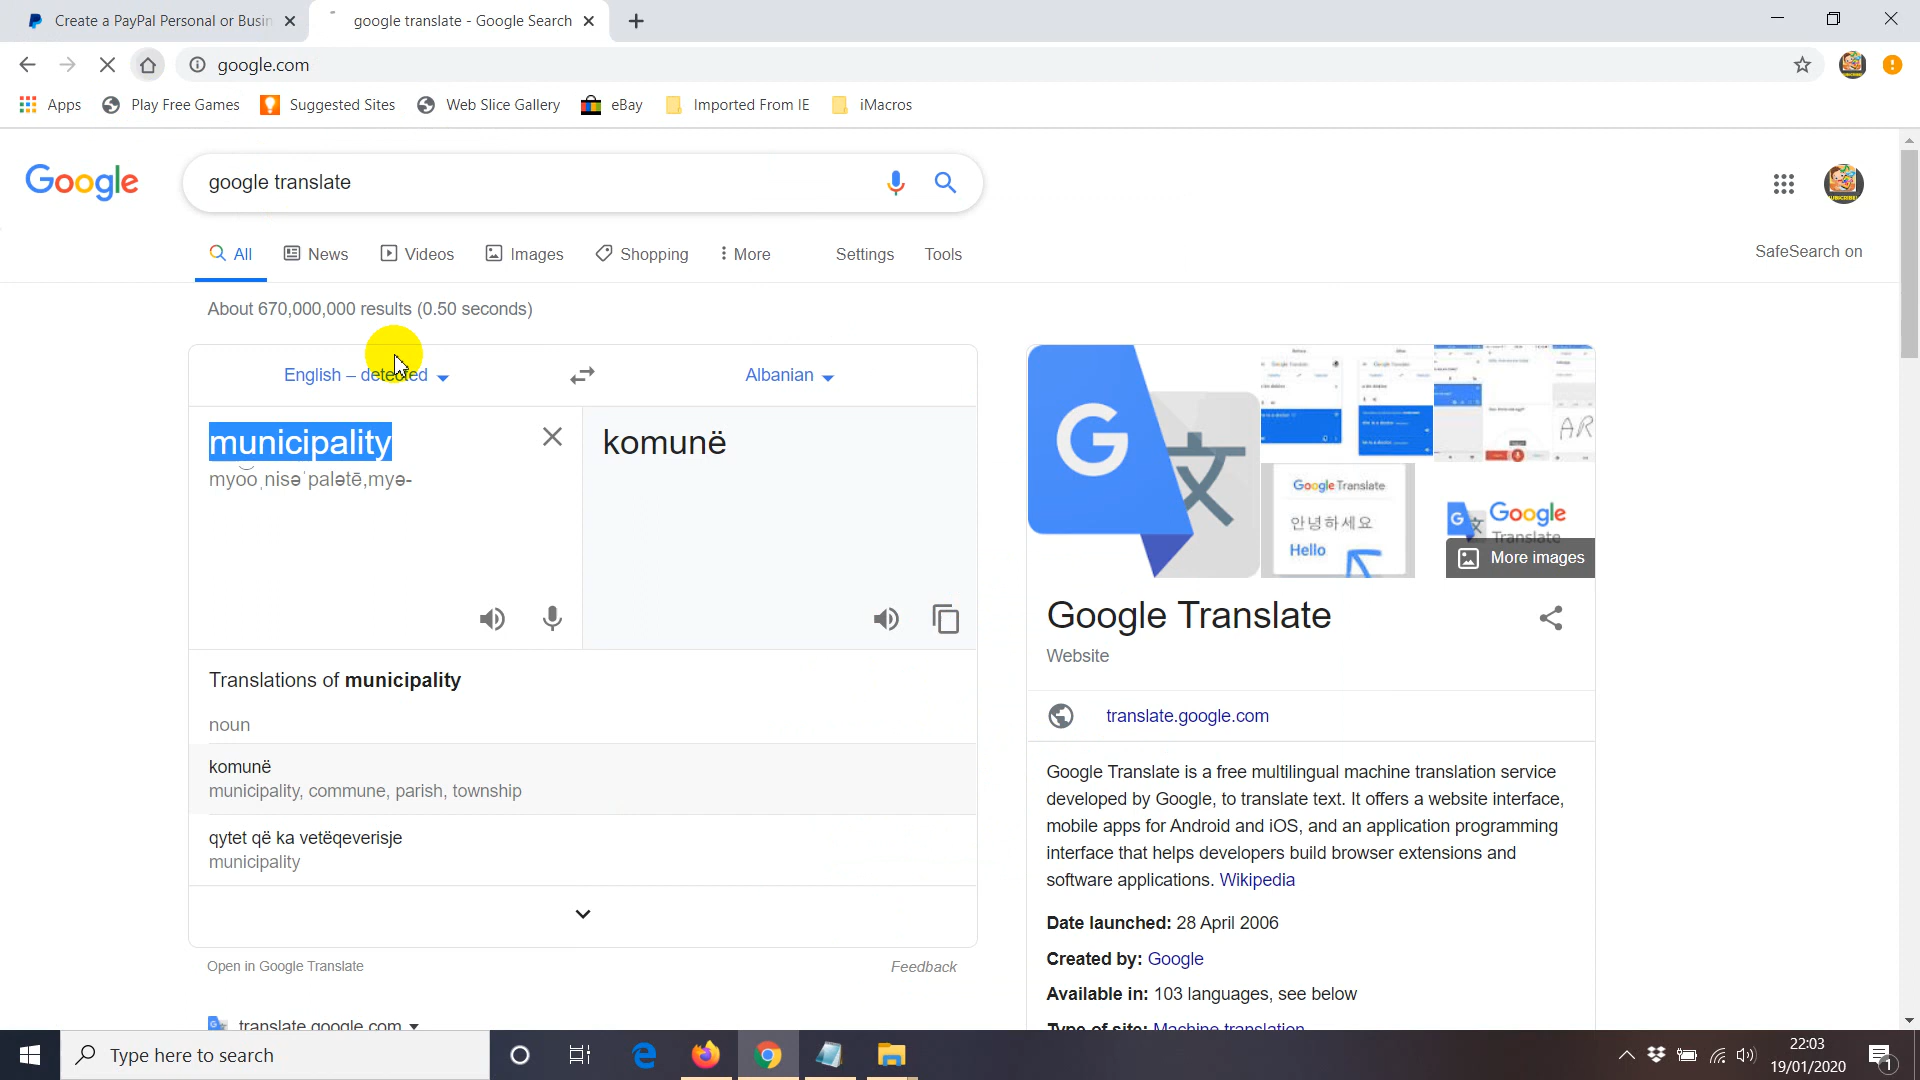 Create a PayPal Personal or Busin
google translate - Google Search
google.com
Apps
Play Free Games
Suggested Sites
Web Slice Gallery
eBay
Imported From IE
iMacros
Google
google translate
All
News
Videos
Images
Shopping
More
Settings
Tools
SafeSearch on
About 670,000,000 results (0.50 seconds)
English – detected
Albanian
municipality
komunë
myo͞oˌnisəˈpalətē,myə-
Translations of municipality
noun
komunë
municipality, commune, parish, township
qytet që ka vetëqeverisje
municipality
Open in Google Translate
Feedback
translate.google.com
Google Translate
안녕하세요
Hello
Google
Translate
More images
Google Translate
Website
translate.google.com
Google Translate is a free multilingual machine translation service
developed by Google, to translate text. It offers a website interface,
mobile apps for Android and iOS, and an application programming
interface that helps developers build browser extensions and
software applications. Wikipedia
Date launched: 28 April 2006
Created by: Google
Available in: 103 languages, see below
Type of site: Machine translation
Type here to search
22:03
19/01/2020
1